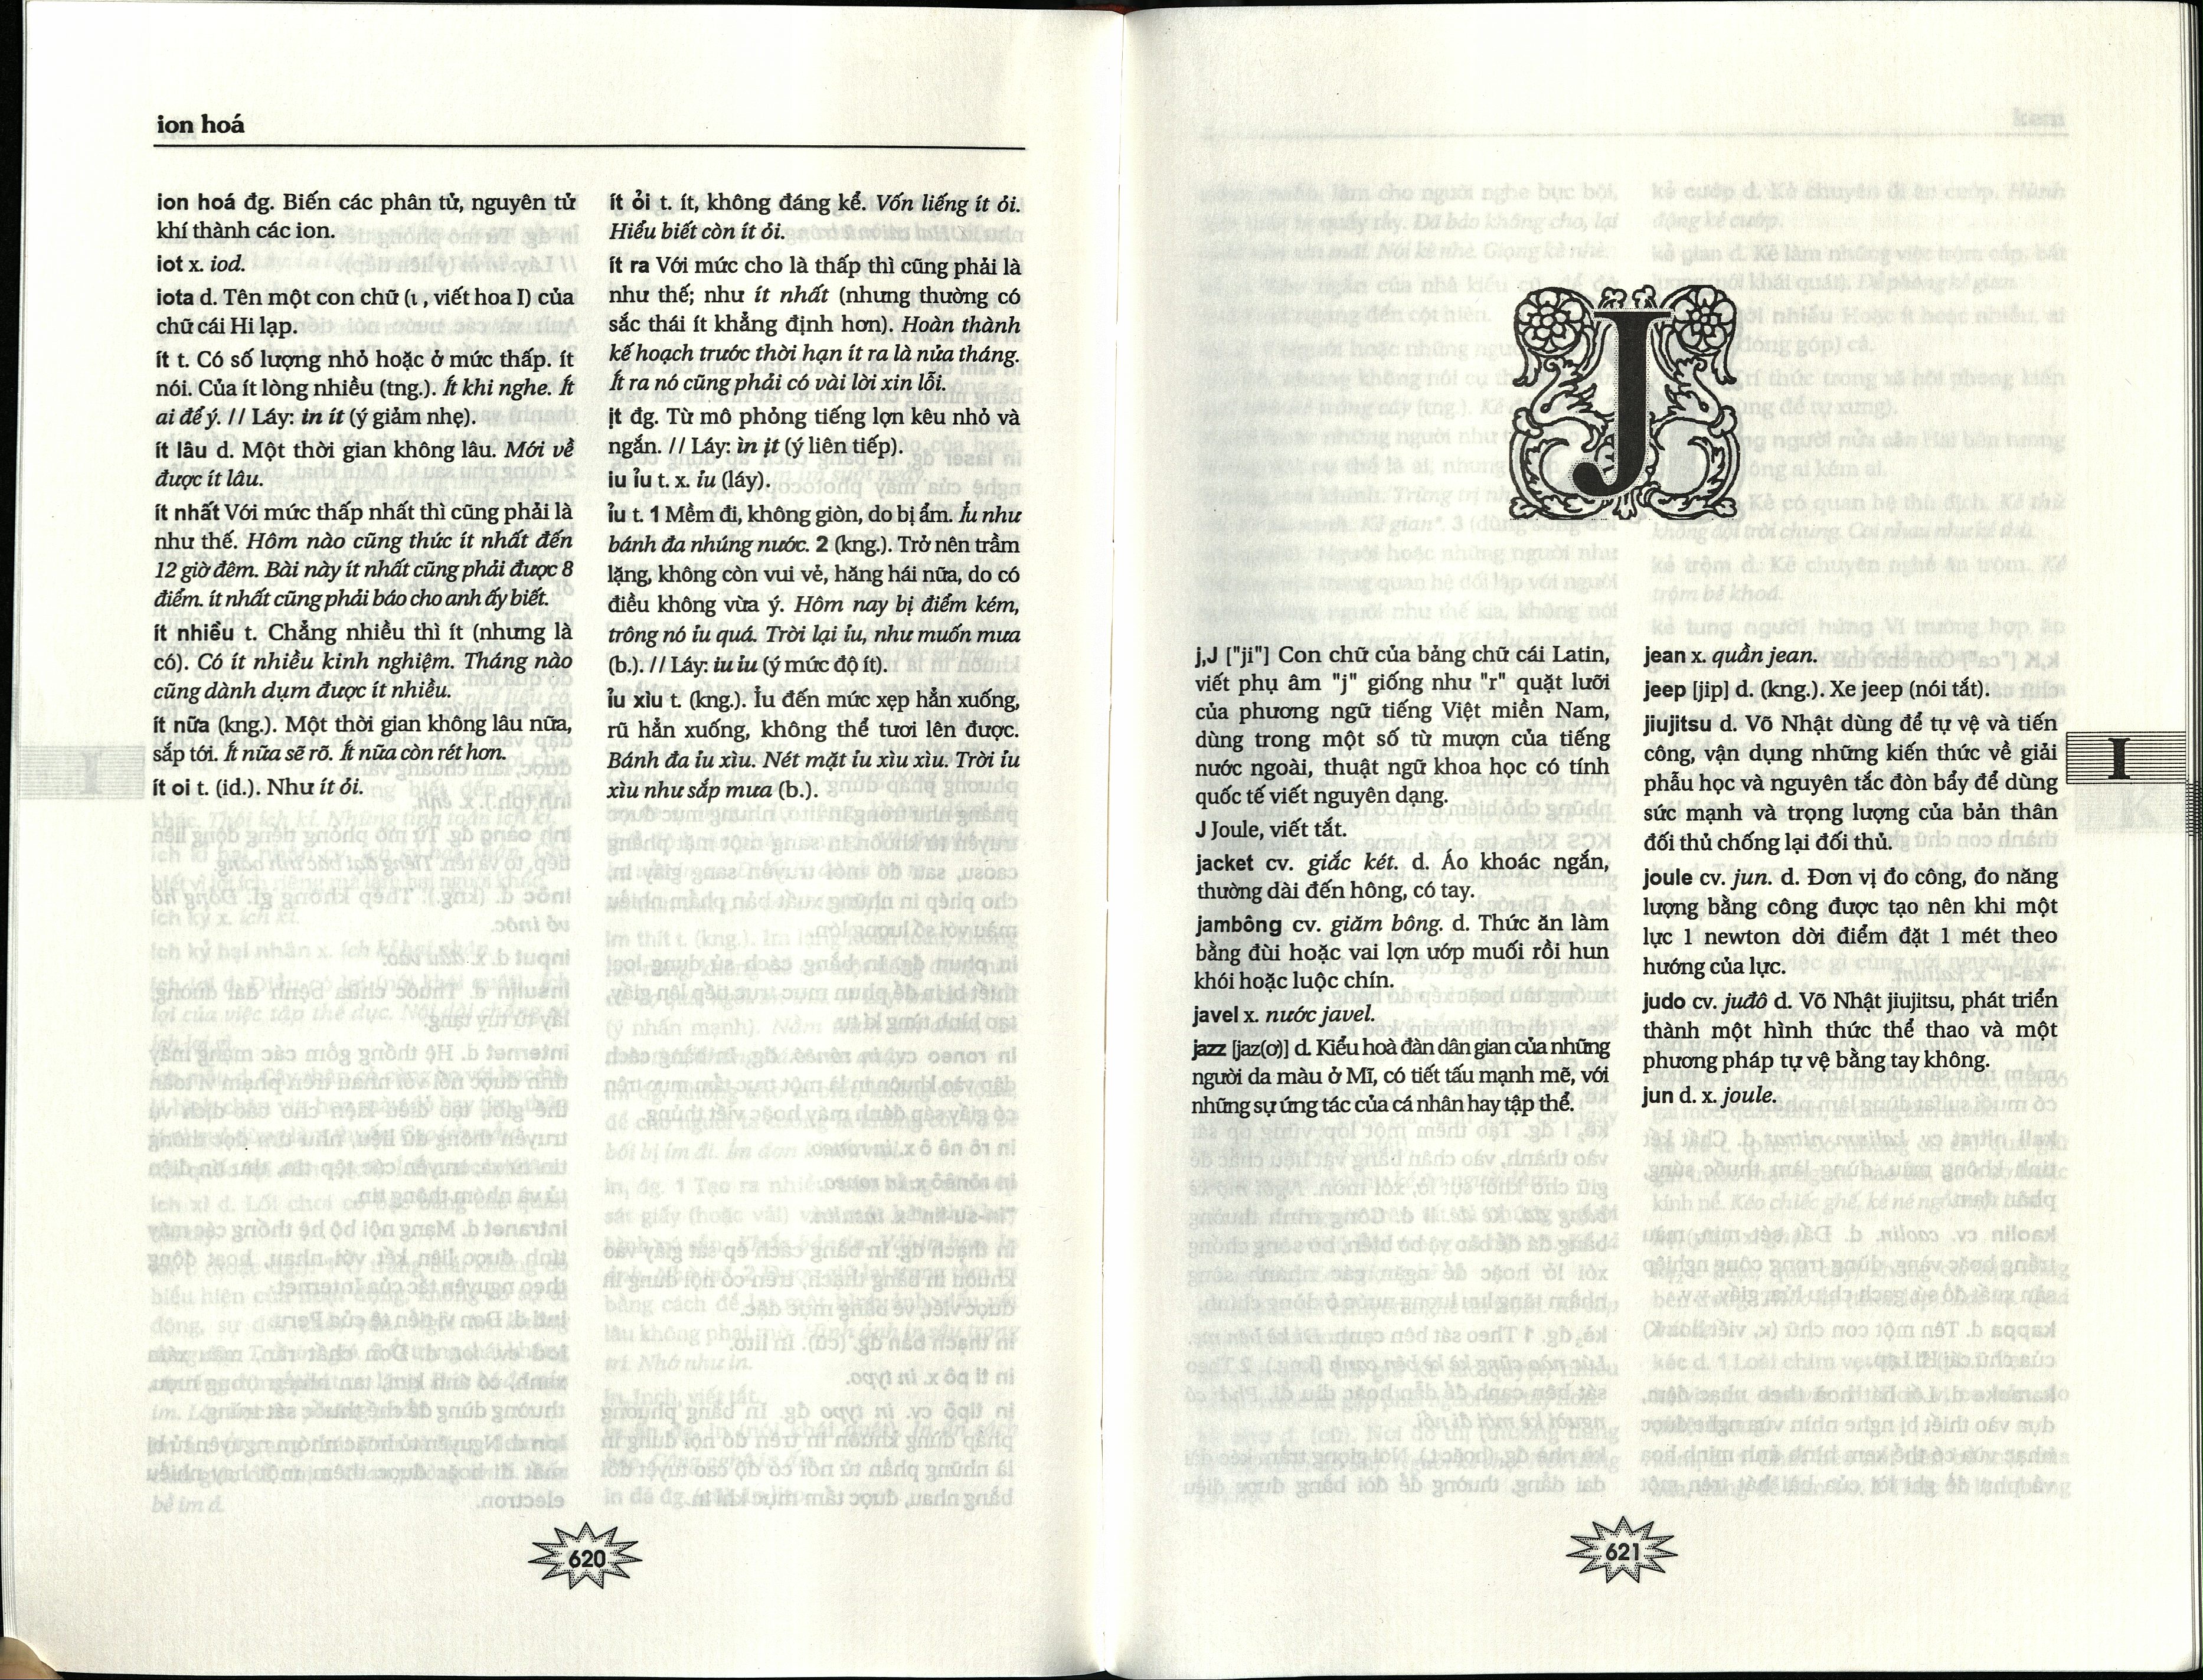 ion hoá
ion hoá đg. Biến các phân tử, nguyên tử
khí thành các ion.
iot x. iod.
iota d. Tên một con chữ (ι , viết hoa I) của
chữ cái Hi lạp.
ít t. Có số lượng nhỏ hoặc ở mức thấp. ít
nói. Của ít lòng nhiều (tng.). Ít khi nghe. Ít
ai để ý. // Láy: in ít (ý giảm nhẹ).
ít lâu d. Một thời gian không lâu. Mới về
được ít lâu.
ít nhất Với mức thấp nhất thì cũng phải là
như thế. Hôm nào cũng thức ít nhất đến
12 giờ đêm. Bài này ít nhất cũng phải được 8
điểm. ít nhất cũng phải báo cho anh ấy biết.
ít nhiều t. Chẳng nhiều thì ít (nhưng là
có). Có ít nhiều kinh nghiệm. Tháng nào
cũng dành dụm được ít nhiều.
ít nữa (kng.). Một thời gian không lâu nữa,
sắp tới. Ít nữa sẽ rõ. Ít nữa còn rét hơn.
ít oi t. (id.). Như ít ỏi.
ít ỏi t. ít, không đáng kể. Vốn liếng ít ỏi.
Hiểu biết còn ít ỏi.
ít ra Với mức cho là thấp thì cũng phải là
như thế; như ít nhất (nhưng thường có
sắc thái ít khẳng định hơn). Hoàn thành
kế hoạch trước thời hạn ít ra là nửa tháng.
Ít ra nó cũng phải có vài lời xin lỗi.
ịt đg. Từ mô phỏng tiếng lợn kêu nhỏ và
ngắn. // Láy: ìn ịt (ý liên tiếp).
iu ỉu t. x. ỉu (láy).
ỉu t. 1 Mềm đi, không giòn, do bị ẩm. Ỉu như
bánh đa nhúng nước. 2 (kng.). Trở nên trầm
lặng, không còn vui vẻ, hăng hái nữa, do có
điều không vừa ý. Hôm nay bị điểm kém,
trông nó ỉu quá. Trời lại ỉu, như muốn mưa
(b.). // Láy: iu ỉu (ý mức độ ít).
ỉu xìu t. (kng.). Ỉu đến mức xẹp hẳn xuống,
rũ hẳn xuống, không thể tươi lên được.
Bánh đa ỉu xìu. Nét mặt ỉu xìu xìu. Trời ỉu
xìu như sắp mưa (b.).
620
J
j,J ["ji"] Con chữ của bảng chữ cái Latin,
viết phụ âm "j" giống như "r" quặt lưỡi
của phương ngữ tiếng Việt miền Nam,
dùng trong một số từ mượn của tiếng
nước ngoài, thuật ngữ khoa học có tính
quốc tế viết nguyên dạng.
J Joule, viết tắt.
jacket cv. giắc két. d. Áo khoác ngắn,
thường dài đến hông, có tay.
jambông cv. giăm bông. d. Thức ăn làm
bằng đùi hoặc vai lợn ướp muối rồi hun
khói hoặc luộc chín.
javel x. nước javel.
jazz [jaz(ơ)] d. Kiểu hoà đàn dân gian của những
người da màu ở Mĩ, có tiết tấu mạnh mẽ, với
những sự ứng tác của cá nhân hay tập thể.
jean x. quần jean.
jeep [jip] d. (kng.). Xe jeep (nói tắt).
jiujitsu d. Võ Nhật dùng để tự vệ và tiến
công, vận dụng những kiến thức về giải
phẫu học và nguyên tắc đòn bẩy để dùng
sức mạnh và trọng lượng của bản thân
đối thủ chống lại đối thủ.
joule cv. jun. d. Đơn vị đo công, đo năng
lượng bằng công được tạo nên khi một
lực 1 newton dời điểm đặt 1 mét theo
hướng của lực.
judo cv. juđô d. Võ Nhật jiujitsu, phát triển
thành một hình thức thể thao và một
phương pháp tự vệ bằng tay không.
jun d. x. joule.
I
621